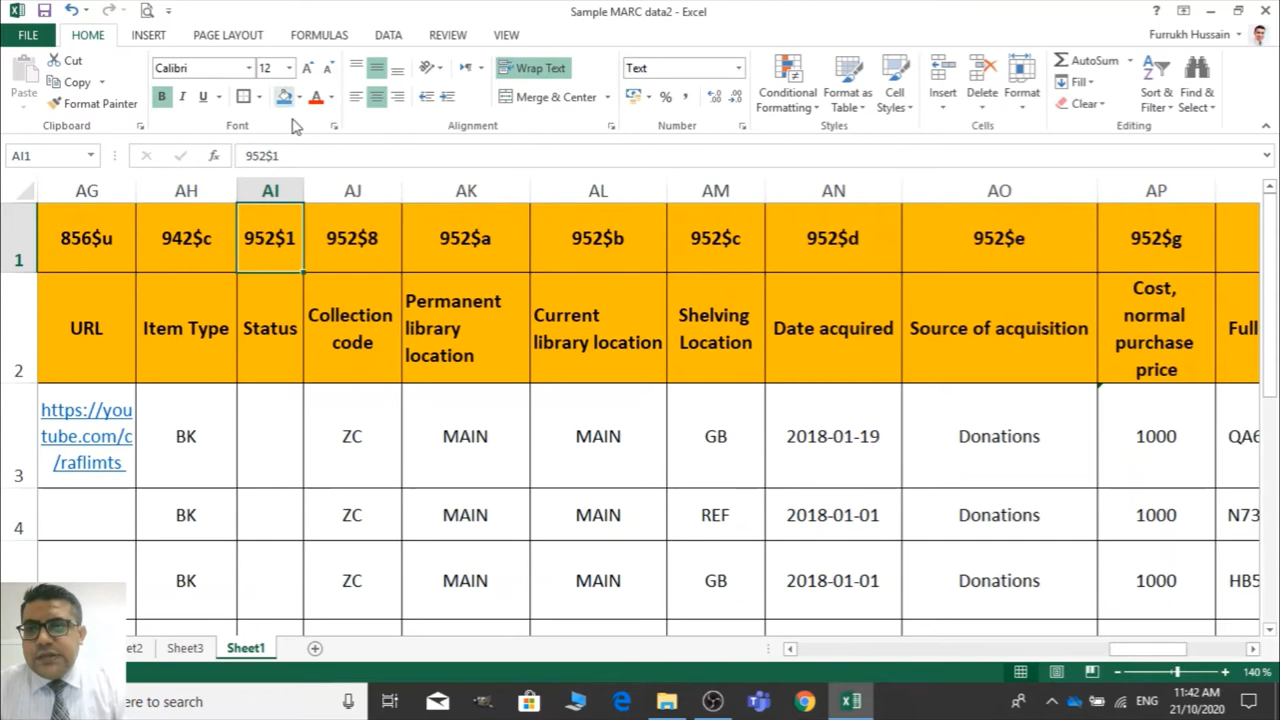 Sample MARC data2 - Excel
?
FILE HOME INSERT PAGE LAYOUT FORMULAS DATA REVIEW VIEW
Furrukh Hussain
Cut
Copy
Format Painter
Paste
Clipboard
Calibri 12
B I U A
Font
Wrap Text
Merge & Center
Alignment
Text
% ,
Number
Conditional Formatting
Format as Table
Cell Styles
Styles
Insert Delete Format
Cells
AutoSum
Fill
Clear
Sort & Filter
Find & Select
Editing
AI1
fx
952$1
AG AH AI AJ AK AL AM AN AO AP
1 856$u 942$c 952$1 952$8 952$a 952$b 952$c 952$d 952$e 952$g
2 URL Item Type Status Collection code Permanent library location Current library location Shelving Location Date acquired Source of acquisition Cost, normal purchase price Full
3 https://youtube.com/c/raflimts BK ZC MAIN MAIN GB 2018-01-19 Donations 1000 QA6
4 BK ZC MAIN MAIN REF 2018-01-01 Donations 1000 N73
BK ZC MAIN MAIN GB 2018-01-01 Donations 1000 HB5
et2 Sheet3 Sheet1
140 %
here to search
ENG
11:42 AM
21/10/2020